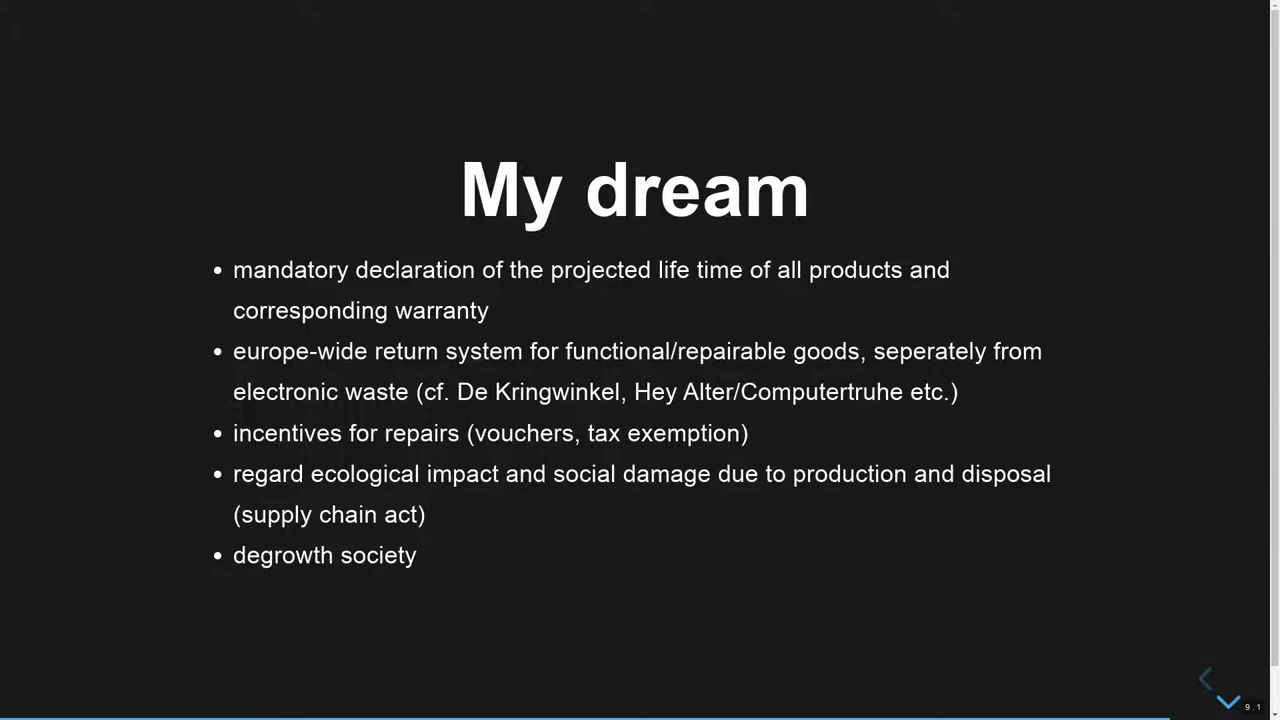 My dream
• mandatory declaration of the projected life time of all products and
corresponding warranty
• europe-wide return system for functional/repairable goods, seperately from
electronic waste (cf. De Kringwinkel, Hey Alter/Computertruhe etc.)
• incentives for repairs (vouchers, tax exemption)
• regard ecological impact and social damage due to production and disposal
(supply chain act)
• degrowth society
9.1